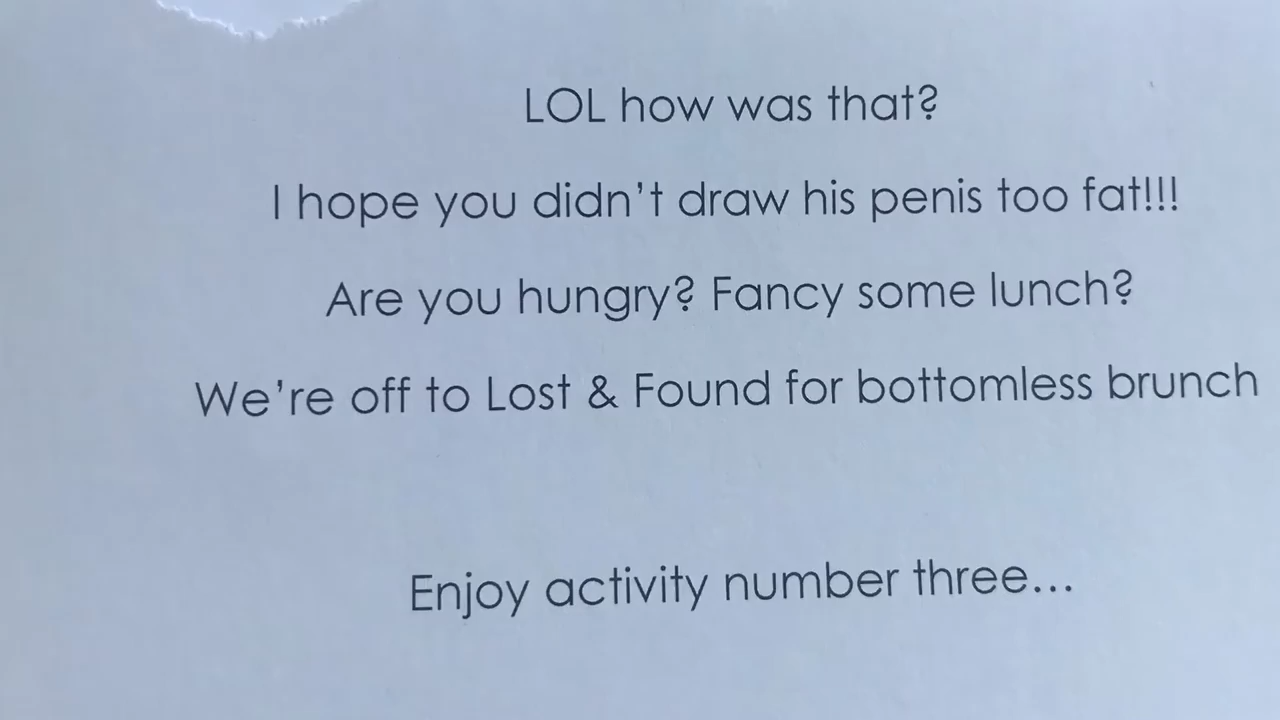 LOL how was that?
I hope you didn't draw his penis too fat!!!
Are you hungry? Fancy some lunch?
We're off to Lost & Found for bottomless brunch
Enjoy activity number three...